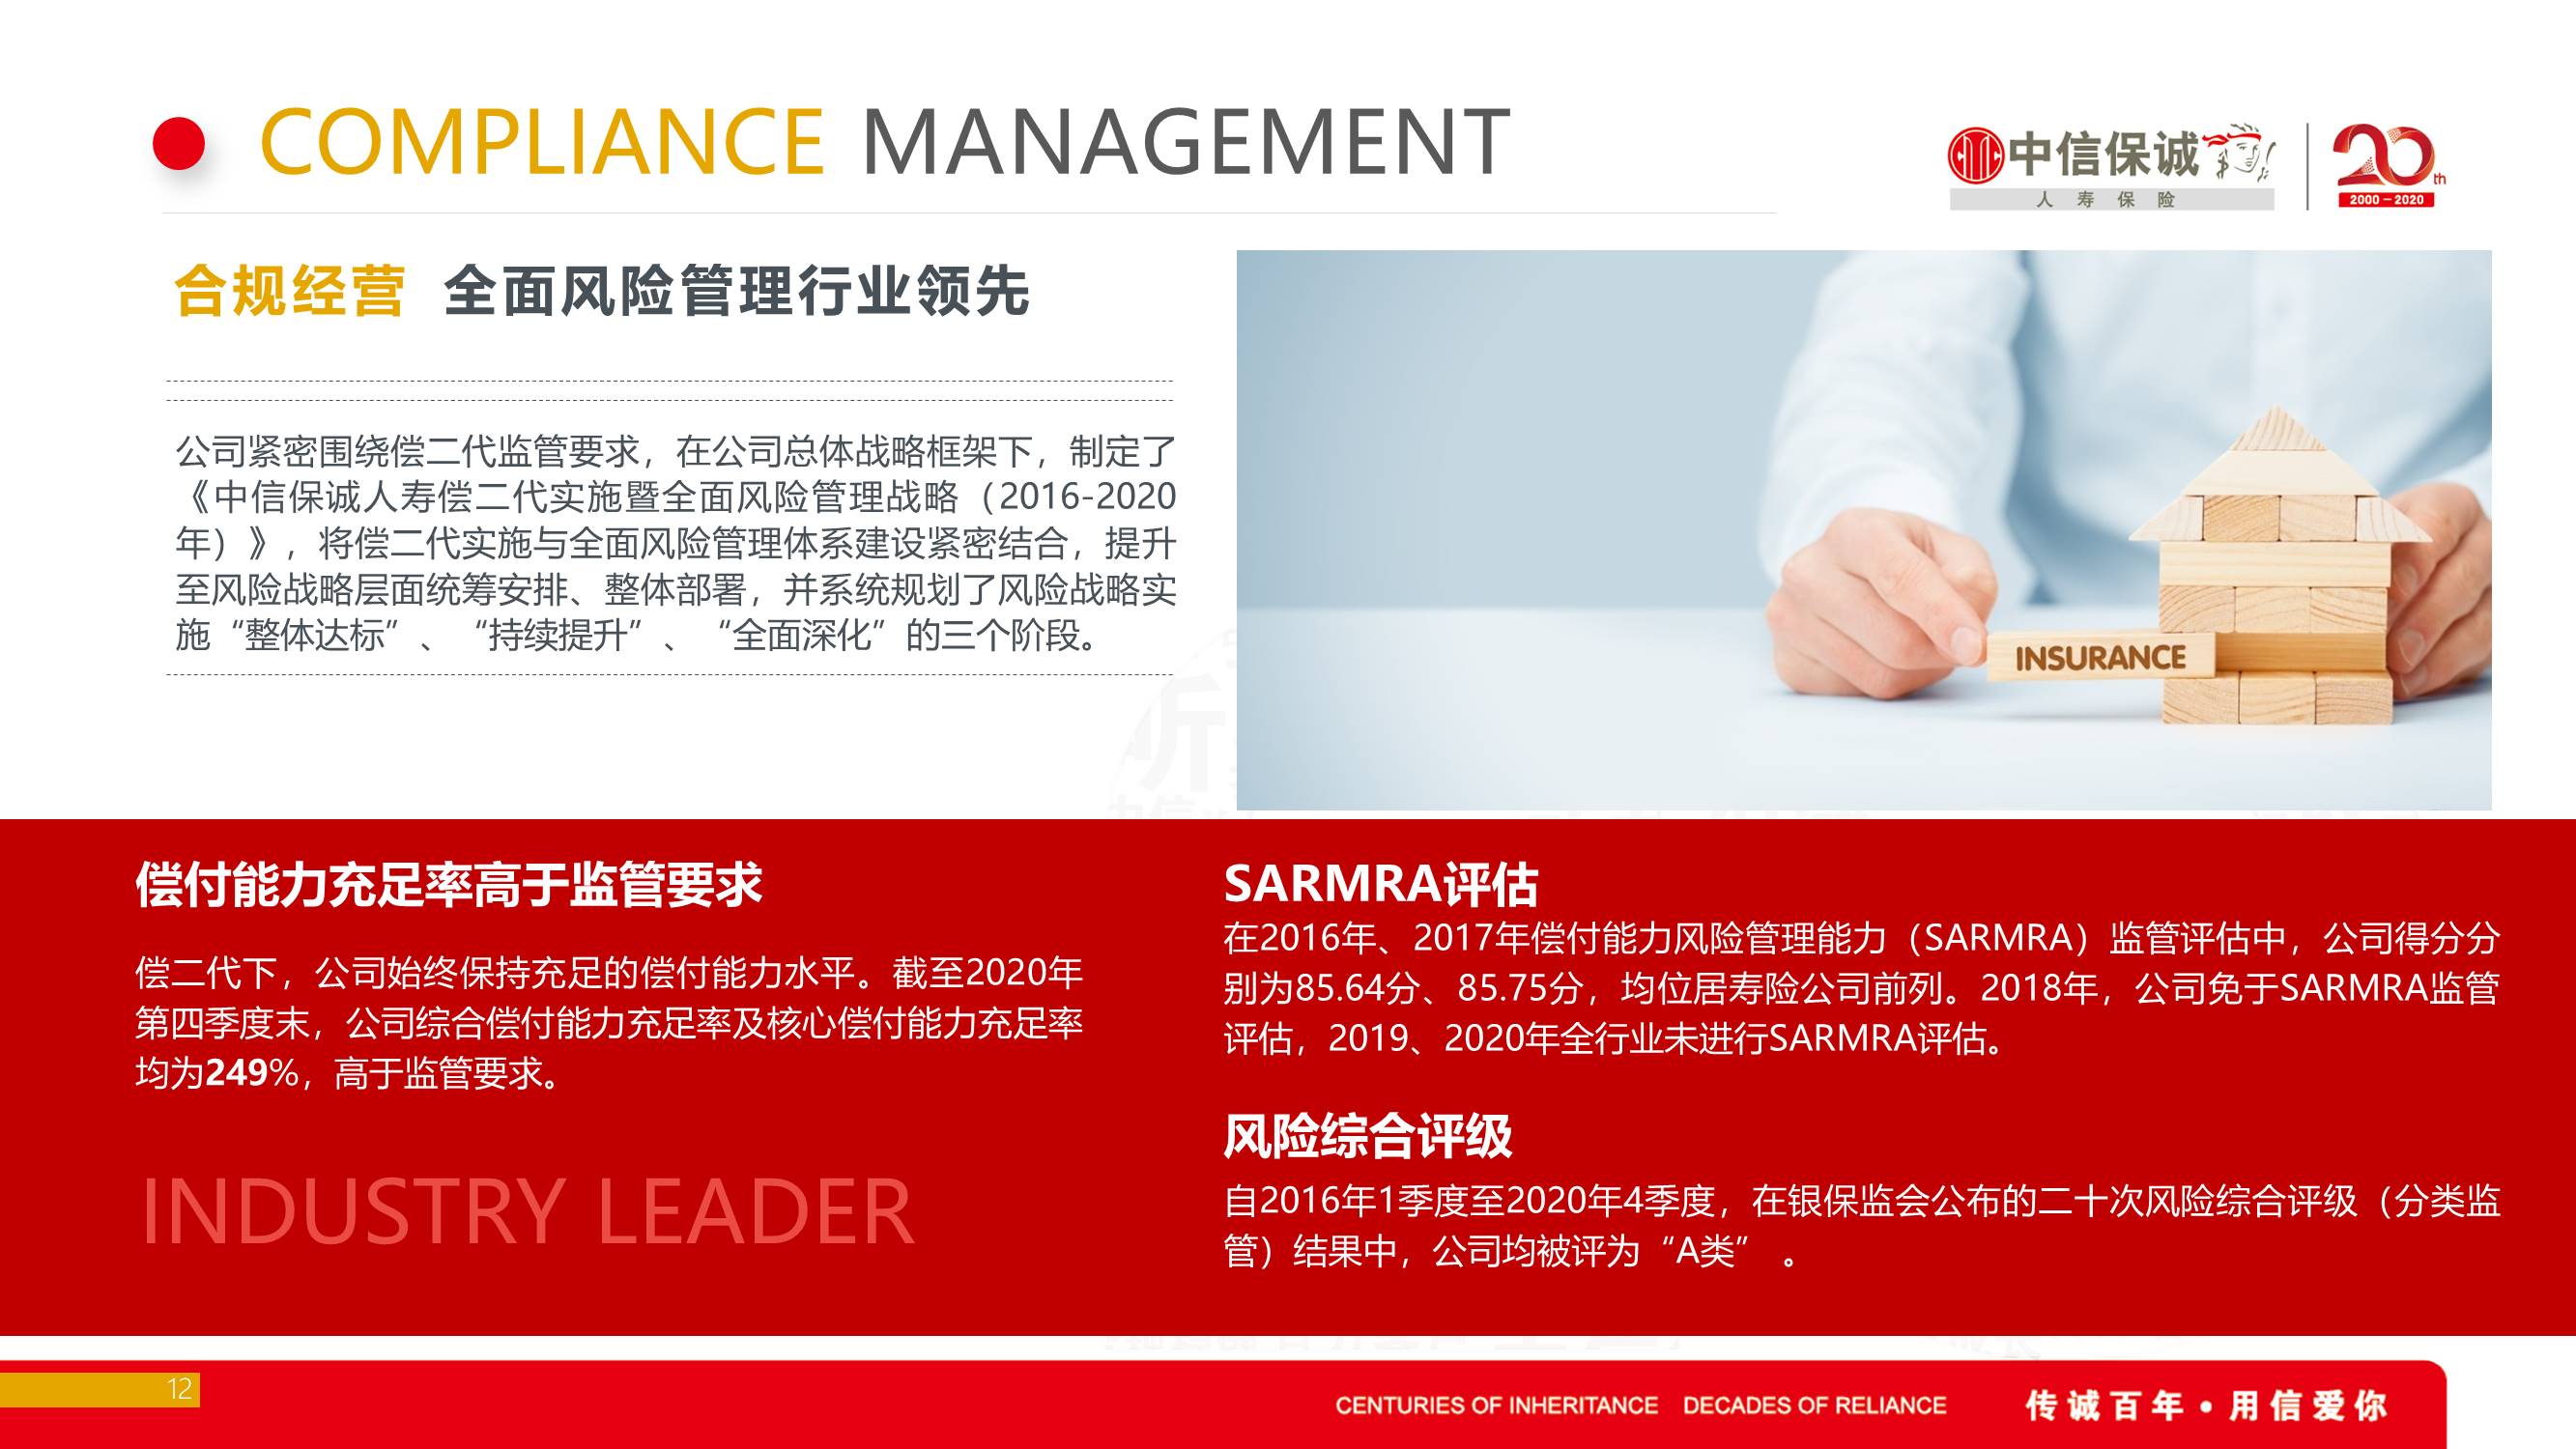 COMPLIANCE MANAGEMENT
中信保诚
人寿保险
20th
2000－2020
合规经营 全面风险管理行业领先
公司紧密围绕偿二代监管要求，在公司总体战略框架下，制定了
《中信保诚人寿偿二代实施暨全面风险管理战略（2016-2020
年）》，将偿二代实施与全面风险管理体系建设紧密结合，提升
至风险战略层面统筹安排、整体部署，并系统规划了风险战略实
施“整体达标”、“持续提升”、“全面深化”的三个阶段。
INSURANCE
偿付能力充足率高于监管要求
偿二代下，公司始终保持充足的偿付能力水平。截至2020年
第四季度末，公司综合偿付能力充足率及核心偿付能力充足率
均为249%，高于监管要求。
INDUSTRY LEADER
SARMRA评估
在2016年、2017年偿付能力风险管理能力（SARMRA）监管评估中，公司得分分
别为85.64分、85.75分，均位居寿险公司前列。2018年，公司免于SARMRA监管
评估，2019、2020年全行业未进行SARMRA评估。
风险综合评级
自2016年1季度至2020年4季度，在银保监会公布的二十次风险综合评级（分类监
管）结果中，公司均被评为“A类”。
12
CENTURIES OF INHERITANCE DECADES OF RELIANCE
传诚百年•用信爱你